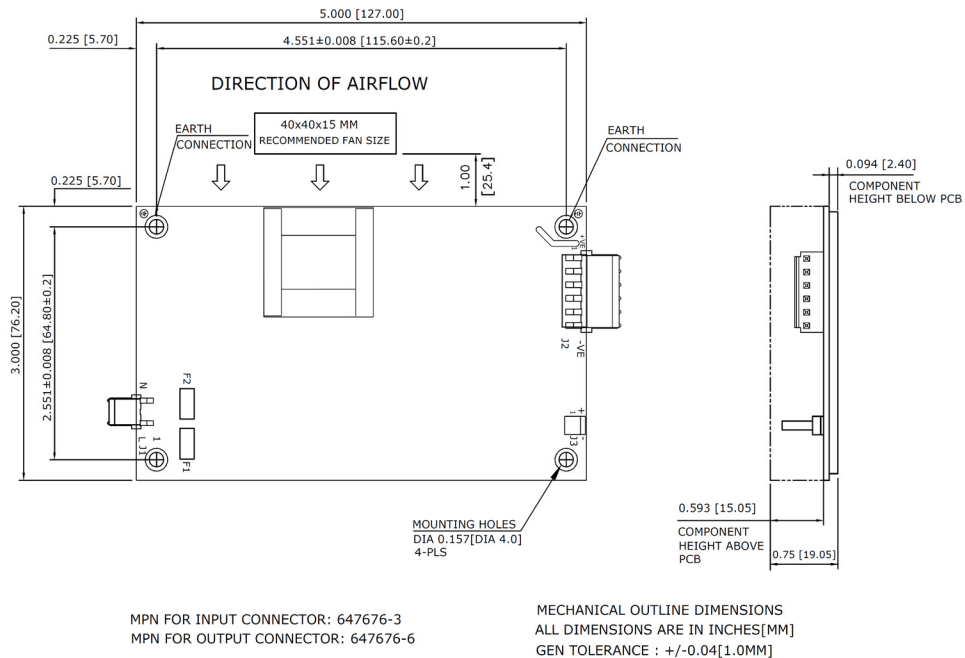 5.000 [127.00]
0.225 [5.70]
4.551±0.008 [115.60±0.2]
DIRECTION OF AIRFLOW
40x40x15 MM
RECOMMENDED FAN SIZE
EARTH
CONNECTION
EARTH
CONNECTION
1.00
[25.4]
0.225 [5.70]
0.094 [2.40]
COMPONENT
HEIGHT BELOW PCB
3.000 [76.20]
2.551±0.008 [64.80±0.2]
+VE
1
J2
-VE
N
F2
L
J1
1
F1
+
1
-
J3
MOUNTING HOLES
DIA 0.157[DIA 4.0]
4-PLS
0.593 [15.05]
COMPONENT
HEIGHT ABOVE
PCB
0.75 [19.05]
MPN FOR INPUT CONNECTOR: 647676-3
MPN FOR OUTPUT CONNECTOR: 647676-6
MECHANICAL OUTLINE DIMENSIONS
ALL DIMENSIONS ARE IN INCHES[MM]
GEN TOLERANCE : +/-0.04[1.0MM]